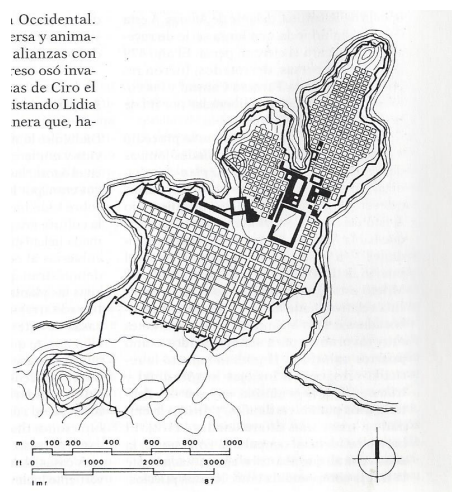 a Occidental.
ersa y anima-
alianzas con
reso osó inva-
sas de Ciro el
istando Lidia
nera que, ha-
m 0 100 200 400 600 800 1000
ft 0 1000 2000 3000
lmr 87